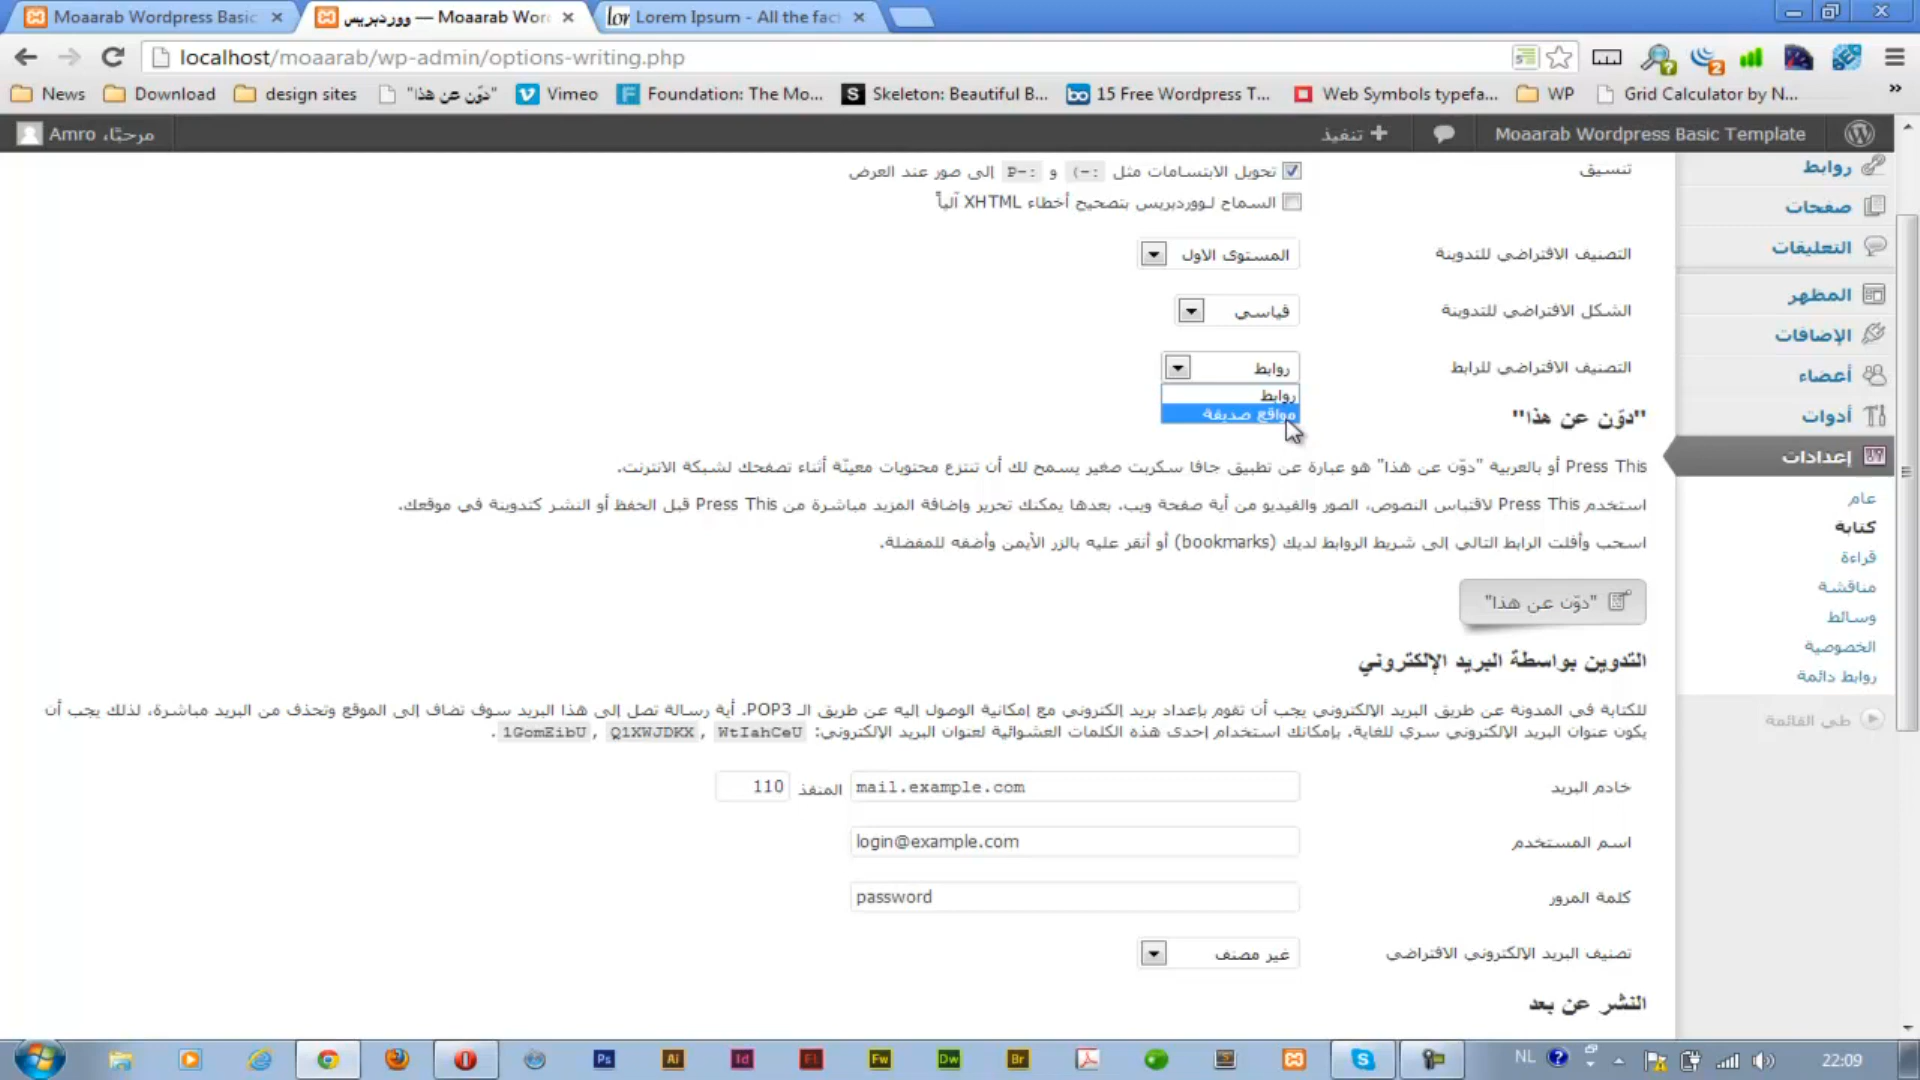 Moaarab Wordpress Basic
ووردبريس — Moaarab Wor
Lorem Ipsum - All the fac
localhost/moaarab/wp-admin/options-writing.php
News
Download
design sites
"دوّن عن هذا"
Vimeo
Foundation: The Mo...
Skeleton: Beautiful B...
15 Free Wordpress T...
Web Symbols typefa...
WP
Grid Calculator by N...
Moaarab Wordpress Basic Template
تنفيذ
مرحبًا، Amro
روابط
صفحات
التعليقات
المظهر
الإضافات
أعضاء
أدوات
إعدادات
عام
كتابة
قراءة
مناقشة
وسائط
الخصوصية
روابط دائمة
طي القائمة
تنسيق
تحويل الابتسامات مثل :-) و :-P إلى صور عند العرض
السماح لـووردبريس بتصحيح أخطاء XHTML آلياً
التصنيف الافتراضي للتدوينة
المستوى الاول
الشكل الافتراضي للتدوينة
قياسي
التصنيف الافتراضي للرابط
روابط
روابط
مواقع صديقة
"دوّن عن هذا"
Press This أو بالعربية "دوّن عن هذا" هو عبارة عن تطبيق جافا سكربت صغير يسمح لك أن تنتزع محتويات معينّة أثناء تصفحك لشبكة الانترنت.
استخدم Press This لاقتباس النصوص، الصور والفيديو من أية صفحة ويب. بعدها يمكنك تحرير وإضافة المزيد مباشرة من Press This قبل الحفظ أو النشر كتدوينة في موقعك.
اسحب وأفلت الرابط التالي إلى شريط الروابط لديك (bookmarks) أو أنقر عليه بالزر الأيمن وأضفه للمفضلة.
"دوّن عن هذا"
التدوين بواسطة البريد الإلكتروني
للكتابة في المدونة عن طريق البريد الإلكتروني يجب أن تقوم بإعداد بريد إلكتروني مع إمكانية الوصول إليه عن طريق الـ POP3. أية رسالة تصل إلى هذا البريد سوف تضاف إلى الموقع وتحذف من البريد مباشرة، لذلك يجب أن
يكون عنوان البريد الإلكتروني سري للغاية. بإمكانك استخدام إحدى هذه الكلمات العشوائية لعنوان البريد الإلكتروني: WtIahCeU , Q1XWJDKX , 1GomEibU .
خادم البريد
mail.example.com
المنفذ
110
اسم المستخدم
login@example.com
كلمة المرور
password
تصنيف البريد الإلكتروني الافتراضي
غير مصنف
النشر عن بعد
Ps
Ai
Id
Fl
Fw
Dw
Br
NL
22:09